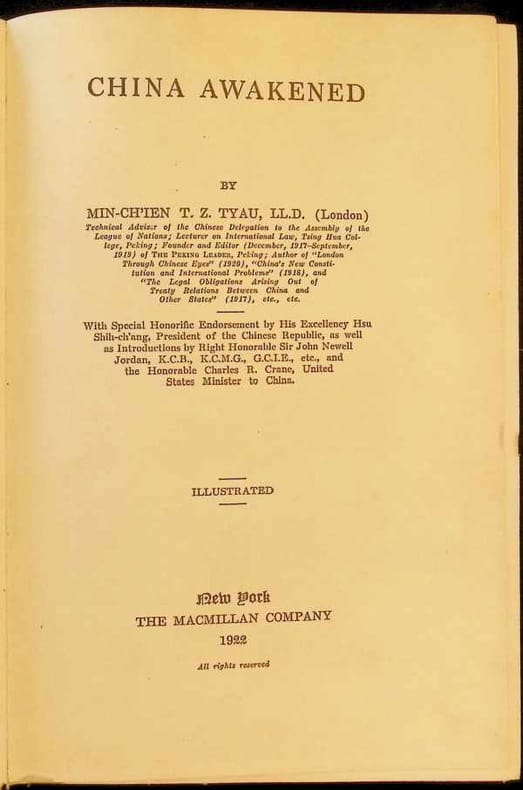 CHINA AWAKENED
BY
MIN-CH'IEN T. Z. TYAU, LL.D. (London)
Technical Adviser of the Chinese Delegation to the Assembly of the
League of Nations; Lecturer on International Law, Tsing Hua Col-
lege, Peking; Founder and Editor (December, 1917-September,
1919) of THE PEKING LEADER, Peking; Author of "London
Through Chinese Eyes" (1920), "China's New Consti-
tution and International Problems" (1918), and
"The Legal Obligations Arising Out of
Treaty Relations Between China and
Other States" (1917), etc., etc.
With Special Honorific Endorsement by His Excellency Hsu
Shih-ch'ang, President of the Chinese Republic, as well
as Introductions by Right Honorable Sir John Newell
Jordan, K.C.B., K.C.M.G., G.C.I.E., etc., and
the Honorable Charles R. Crane, United
States Minister to China.
ILLUSTRATED
New York
THE MACMILLAN COMPANY
1922
All rights reserved